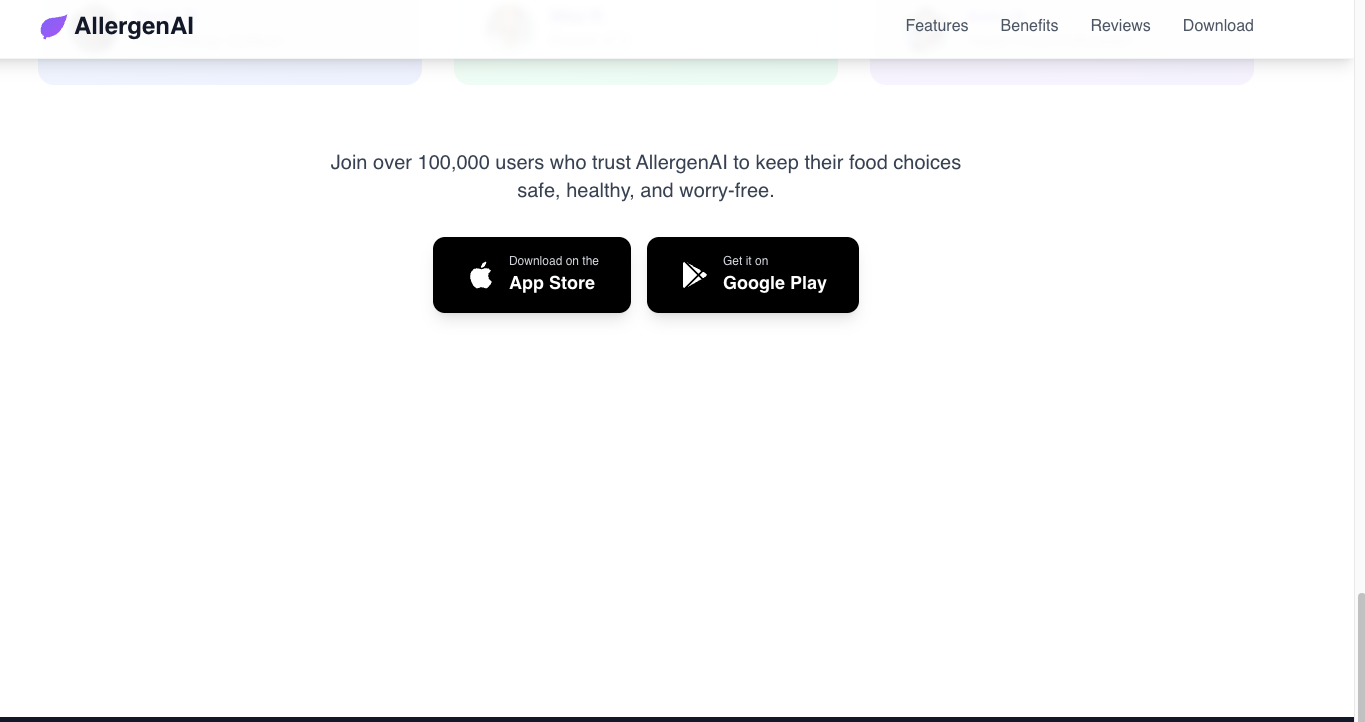 AllergenAI
Features
Benefits
Reviews
Download
Join over 100,000 users who trust AllergenAI to keep their food choices
safe, healthy, and worry-free.
Download on the
App Store
Get it on
Google Play